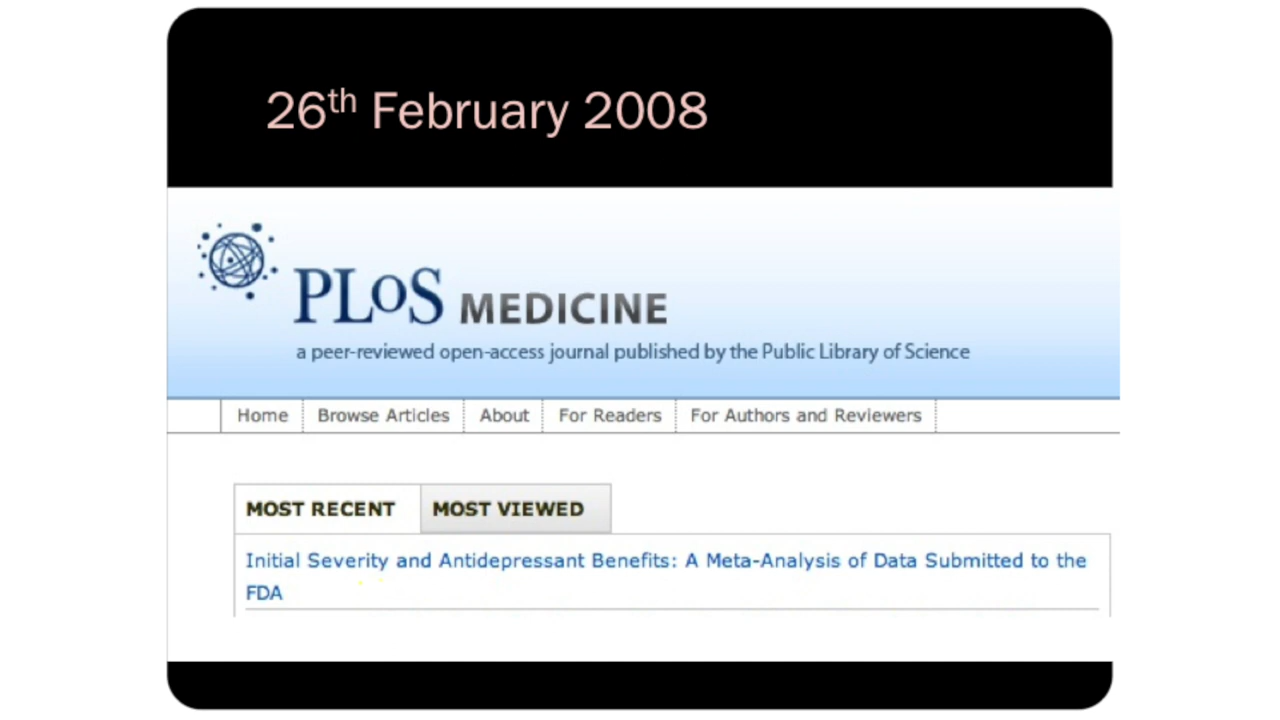 26th February 2008
PLoS MEDICINE
a peer-reviewed open-access journal published by the Public Library of Science
Home Browse Articles About For Readers For Authors and Reviewers
MOST RECENT MOST VIEWED
Initial Severity and Antidepressant Benefits: A Meta-Analysis of Data Submitted to the
FDA